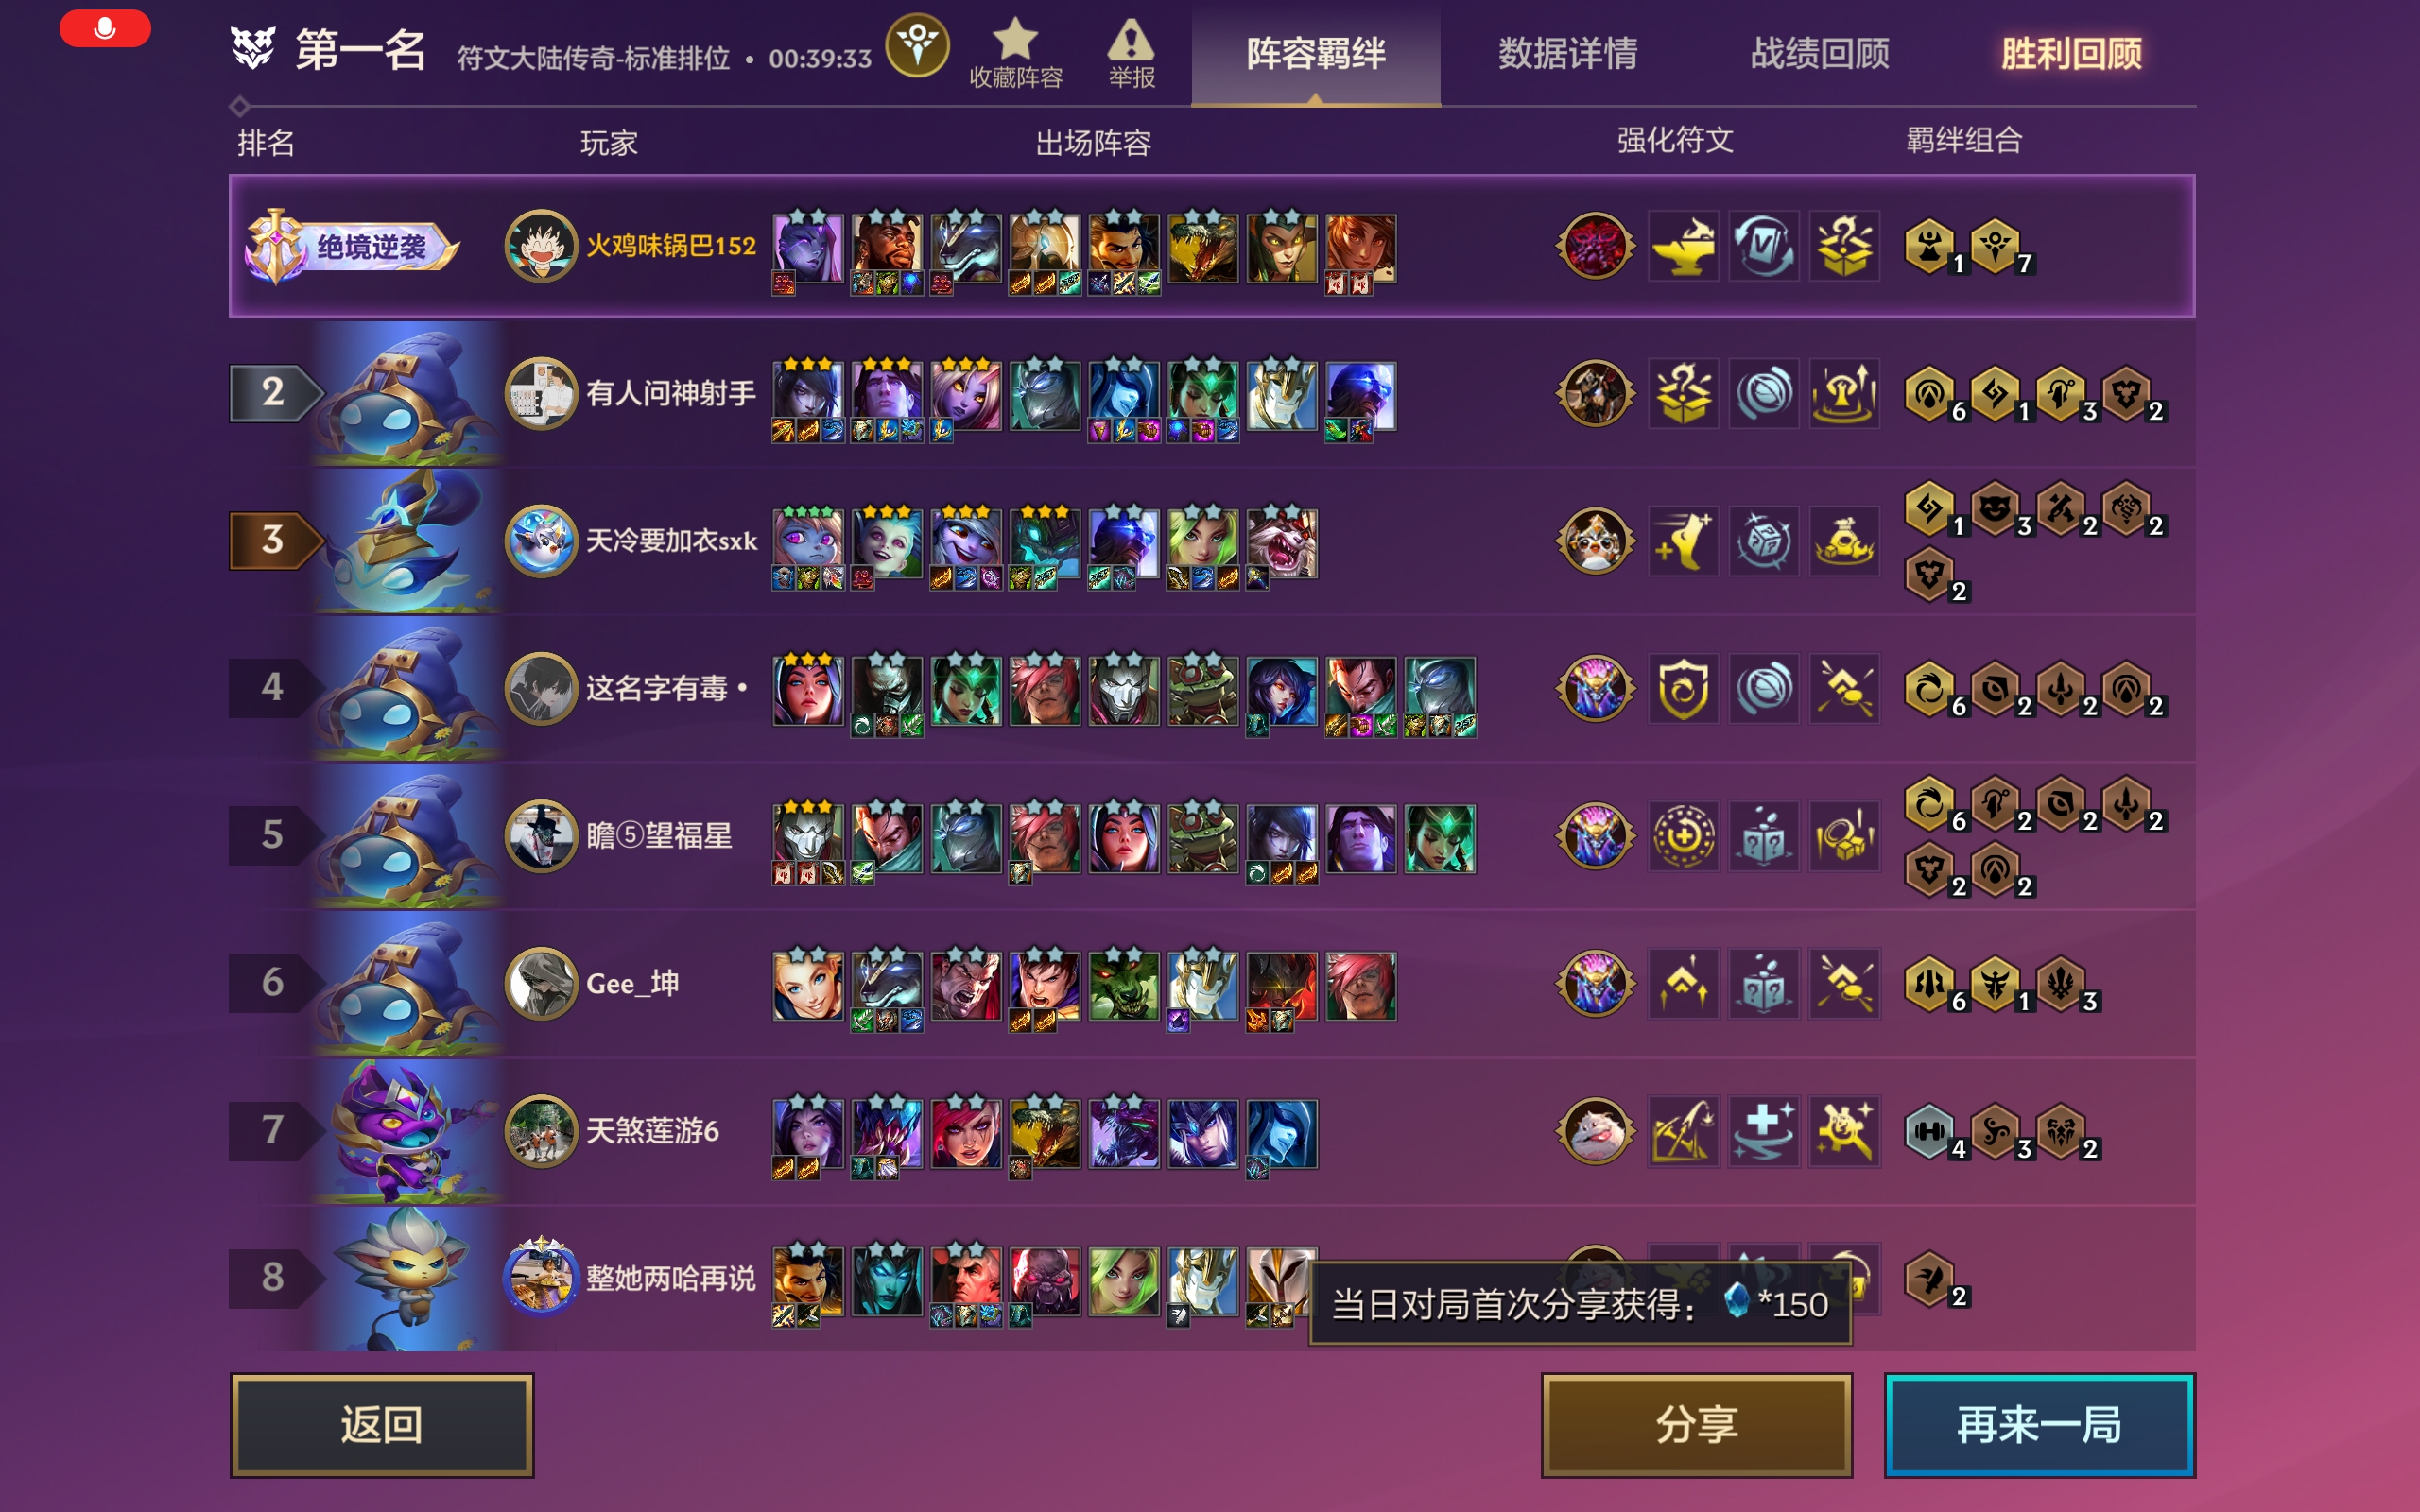 第一名 符文大陆传奇-标准排位 • 00:39:33 收藏阵容 举报 阵容羁绊 数据详情 战绩回顾 胜利回顾
排名 玩家 出场阵容 强化符文 羁绊组合
绝境逆袭 火鸡味锅巴152 1 7
2 有人问神射手 6 1 3 2
3 天冷要加衣sxk 1 3 2 2
2
4 这名字有毒• 6 2 2 2
5 瞻⑤望福星 6 2 2 2
2 2
6 Gee_坤 6 1 3
7 天煞莲游6 4 3 2
8 整她两哈再说 2
当日对局首次分享获得： *150
返回 分享 再来一局